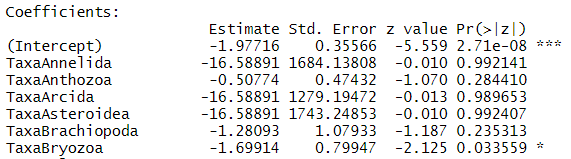 Coefficients:
Estimate Std. Error z value Pr(>|z|)
(Intercept) -1.97716 0.35566 -5.559 2.71e-08 ***
TaxaAnnelida -16.58891 1684.13808 -0.010 0.992141
TaxaAnthozoa -0.50774 0.47432 -1.070 0.284410
TaxaArcida -16.58891 1279.19472 -0.013 0.989653
TaxaAsteroidea -16.58891 1743.24853 -0.010 0.992407
TaxaBrachiopoda -1.28093 1.07933 -1.187 0.235313
TaxaBryozoa -1.69914 0.79947 -2.125 0.033559 *